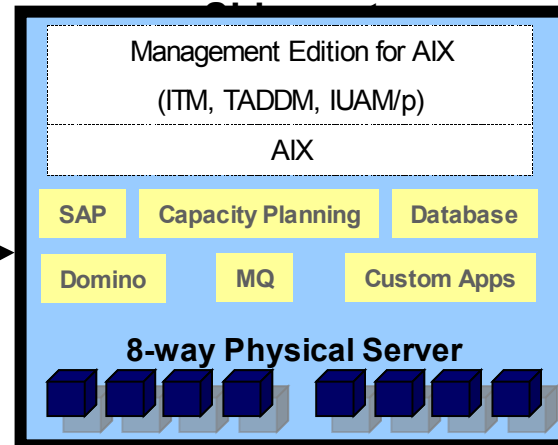 Management Edition for AIX
(ITM, TADDM, IUAM/p)
AIX
SAP Capacity Planning Database
Domino MQ Custom Apps
8-way Physical Server